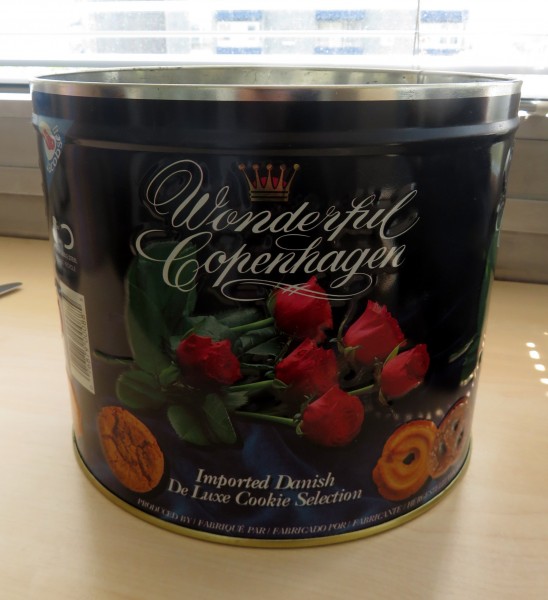 Wonderful
Copenhagen
Imported Danish
De Luxe Cookie Selection
PRODUCED BY / FABRIQUÉ PAR / FABRICADO POR / FABRICANTE /